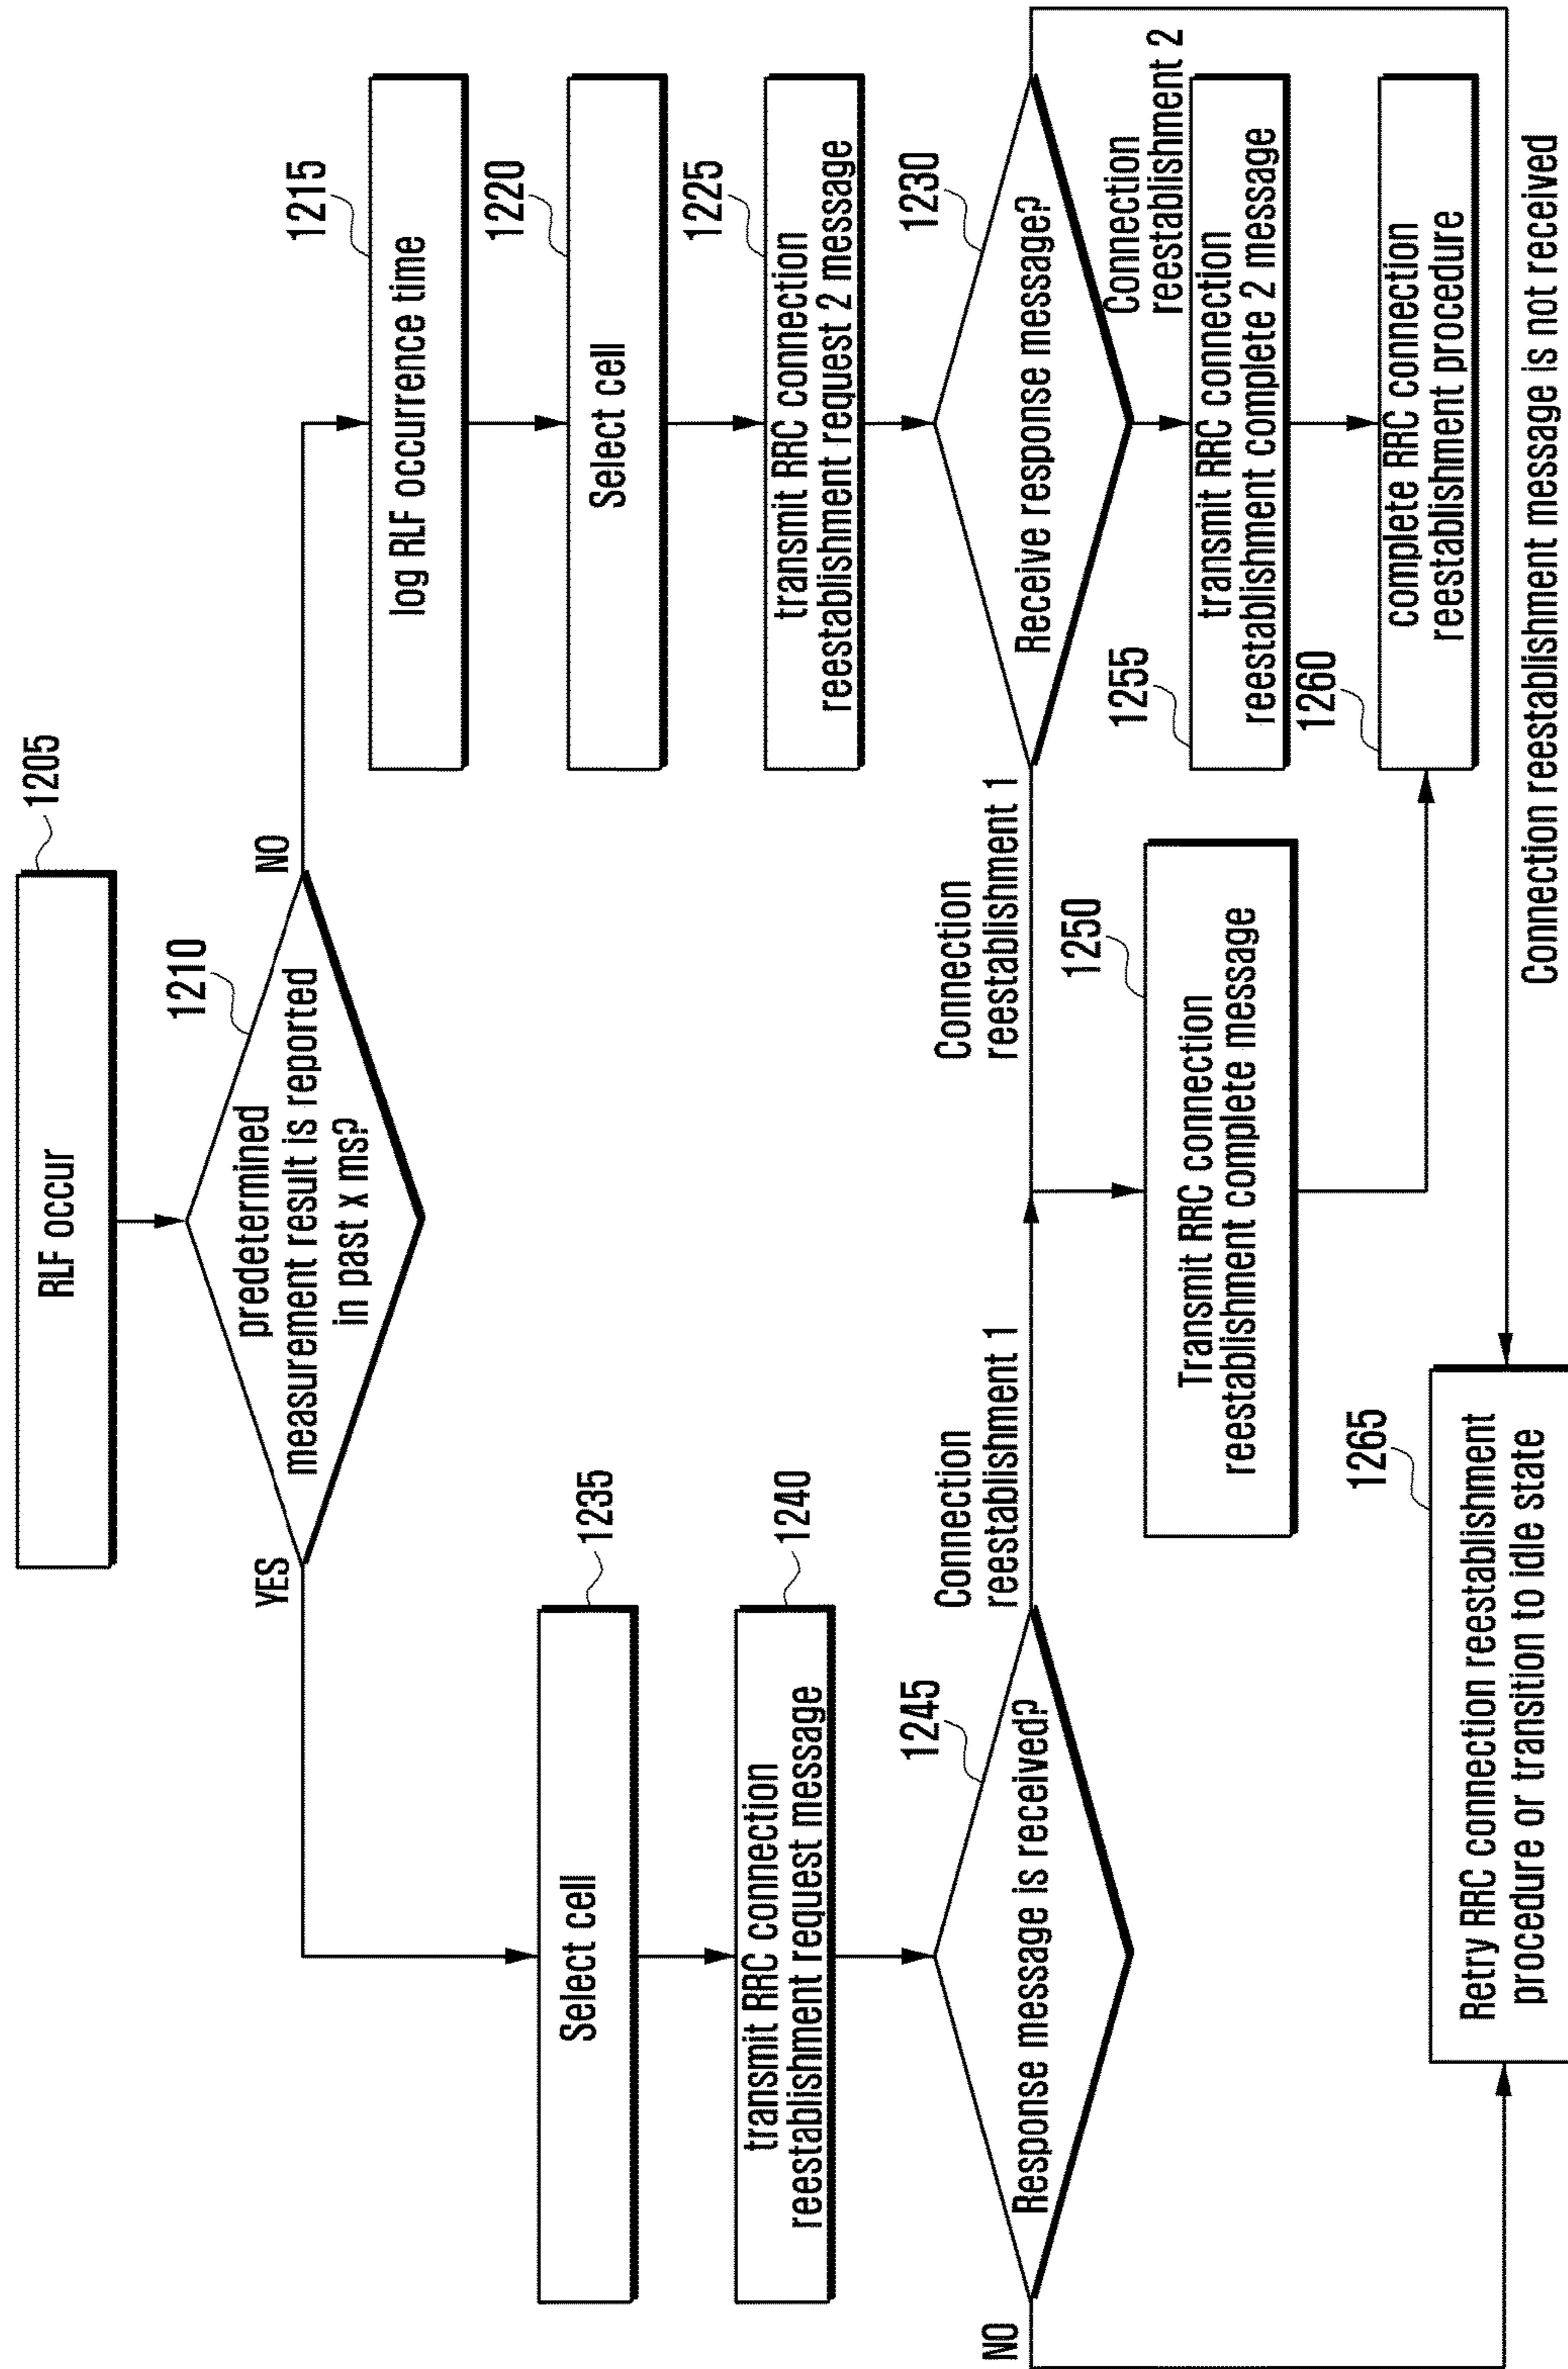 RLF occur
1205
1210
predetermined
measurement result is reported
in past x ms?
YES
NO
1215
log RLF occurrence time
1220
Select cell
1225
transmit RRC connection
reestablishment request 2 message
1230
Receive response message?
1235
Select cell
1240
transmit RRC connection
reestablishment request message
1245
Response message is received?
NO
Connection
reestablishment 1
Connection
reestablishment 1
Connection
reestablishment 2
1250
Transmit RRC connection
reestablishment complete message
1255
transmit RRC connection
reestablishment complete 2 message
1260
complete RRC connection
reestablishment procedure
1265
Retry RRC connection reestablishment
procedure or transition to idle state
Connection reestablishment message is not received